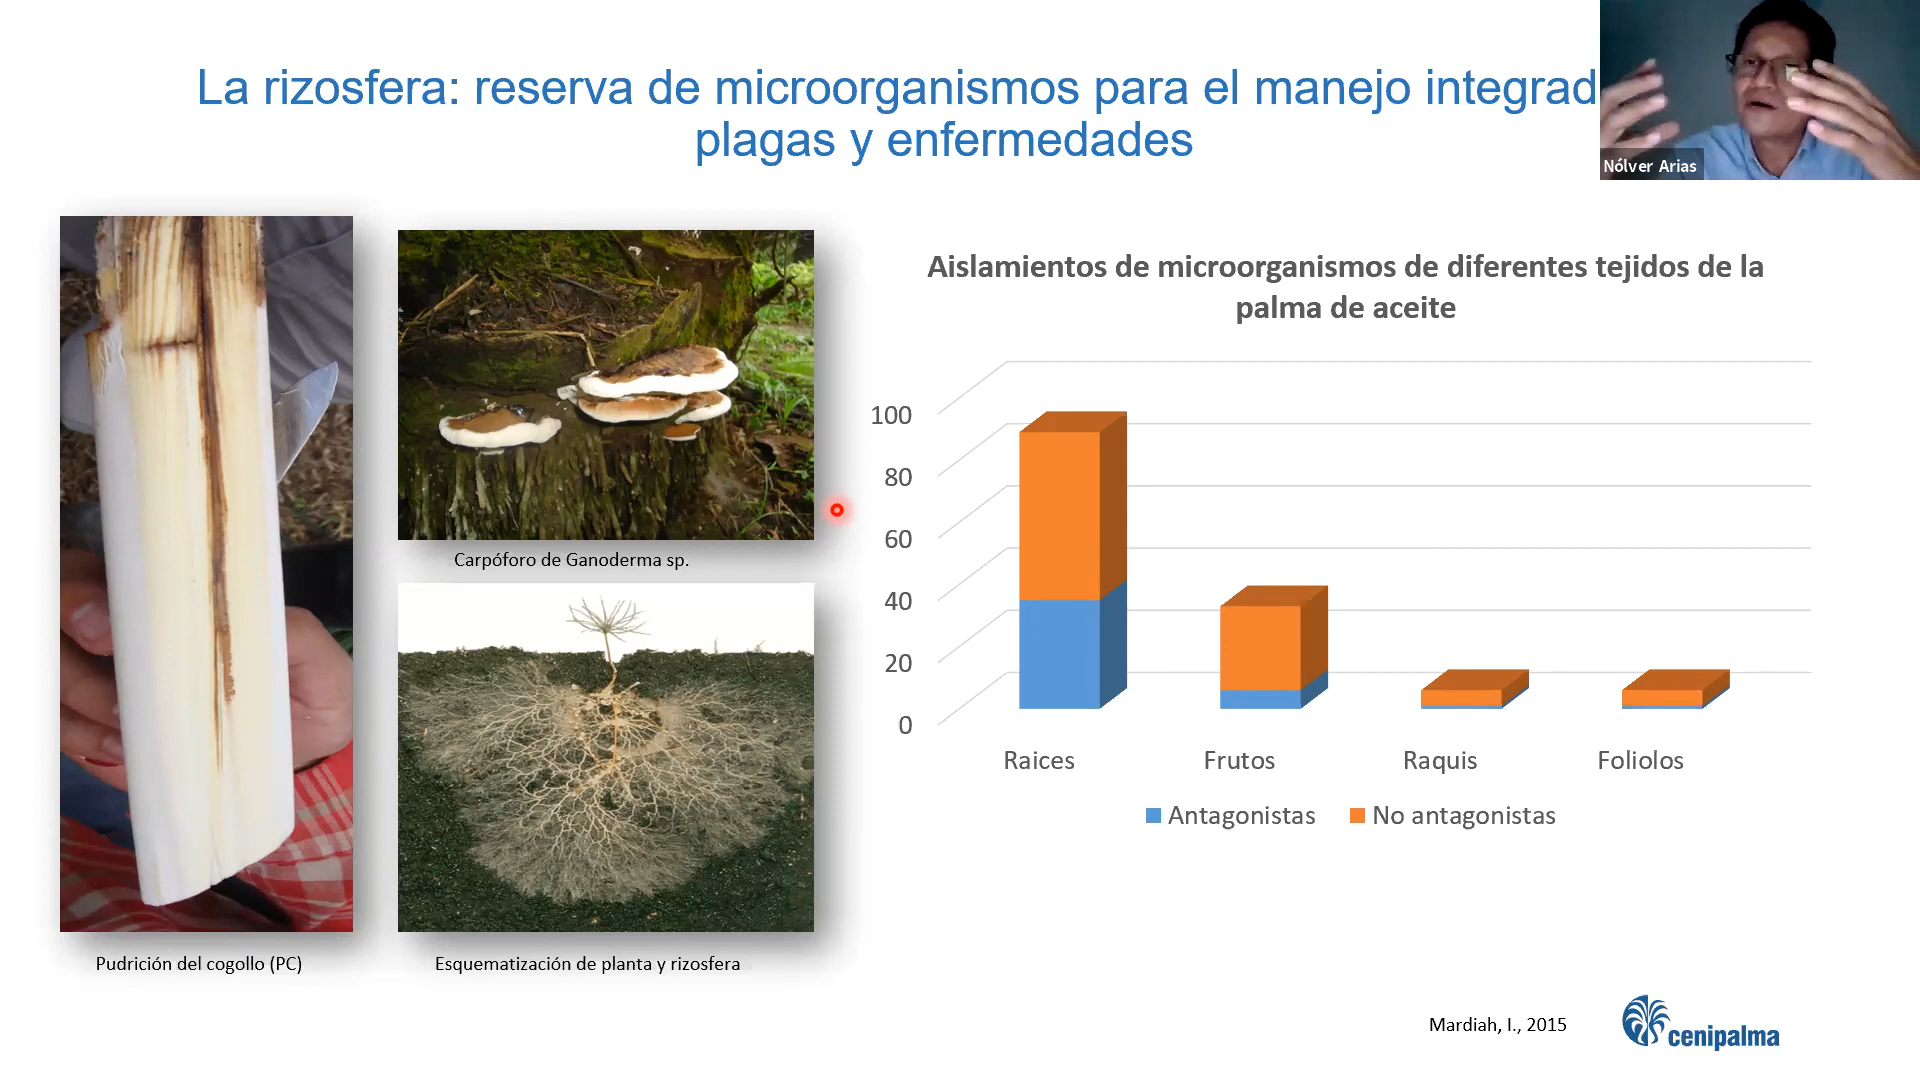 La rizosfera: reserva de microorganismos para el manejo integrad
plagas y enfermedades
Nólver Arias
Aislamientos de microorganismos de diferentes tejidos de la
palma de aceite
100
80
60
40
20
0
Raices
Frutos
Raquis
Foliolos
Antagonistas
No antagonistas
Carpóforo de Ganoderma sp.
Pudrición del cogollo (PC)
Esquematización de planta y rizosfera
Mardiah, I., 2015
cenipalma